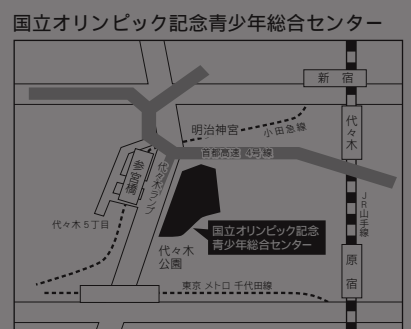 国立オリンピック記念青少年総合センター
新宿
代々木
明治神宮
小田急線
首都高速 4号線
参宮橋
代々木ランプ
JR山手線
代々木5丁目
国立オリンピック記念
青少年総合センター
代々木
公園
原宿
東京メトロ千代田線